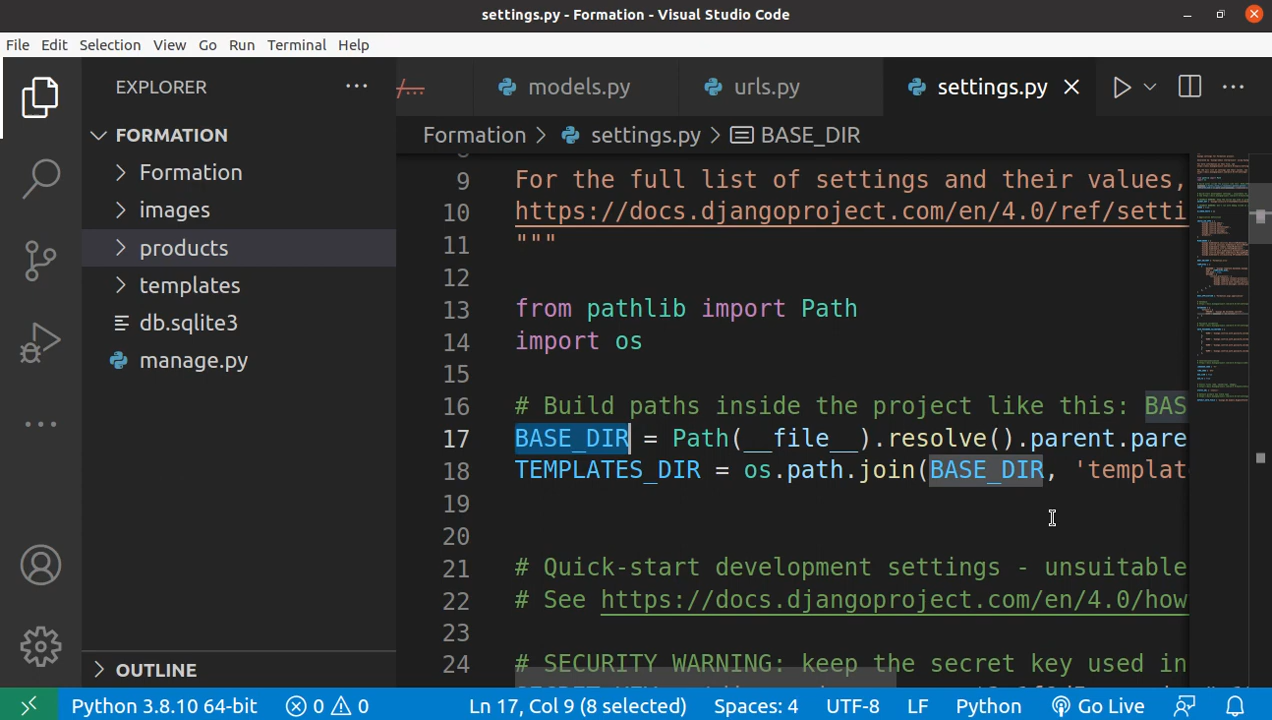 settings.py - Formation - Visual Studio Code
File Edit Selection View Go Run Terminal Help
EXPLORER
models.py urls.py settings.py
FORMATION
Formation > settings.py > BASE_DIR
Formation
images
products
templates
db.sqlite3
manage.py
9 For the full list of settings and their values,
10 https://docs.djangoproject.com/en/4.0/ref/setti
11 """
12
13 from pathlib import Path
14 import os
15
16 # Build paths inside the project like this: BAS
17 BASE_DIR = Path(__file__).resolve().parent.pare
18 TEMPLATES_DIR = os.path.join(BASE_DIR, 'templat
19
20
21 # Quick-start development settings - unsuitable
22 # See https://docs.djangoproject.com/en/4.0/how
23
24 # SECURITY WARNING: keep the secret key used in
OUTLINE
Python 3.8.10 64-bit 0 0 Ln 17, Col 9 (8 selected) Spaces: 4 UTF-8 LF Python Go Live